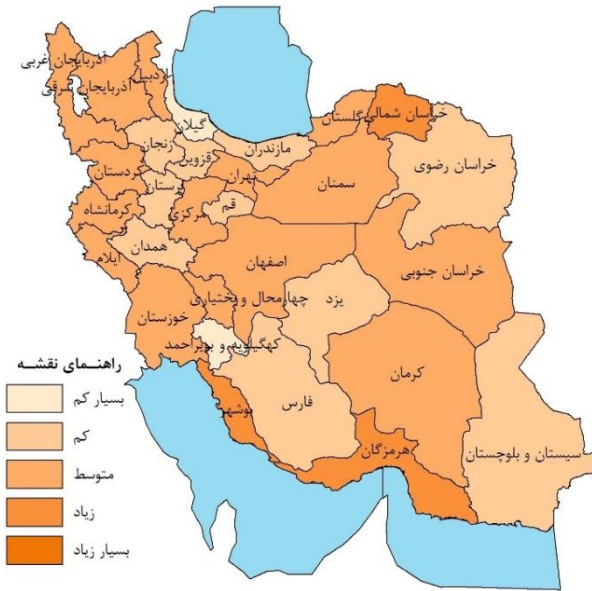 آذربایجان غربی
اردبیل
آذربایجان شرقی
گیلان
زنجان
کردستان
قزوین
مازندران
گلستان
خراسان شمالی
خراسان رضوی
سمنان
تهران
قم
مرکزی
لرستان
کرمانشاه
همدان
ایلام
اصفهان
خراسان جنوبی
چهارمحال و بختیاری
یزد
خوزستان
کهگیلویه و بویراحمد
کرمان
فارس
بوشهر
هرمزگان
سیستان و بلوچستان
راهنـمای نقشـه
بسیار کم
کم
متوسط
زیاد
بسیار زیاد